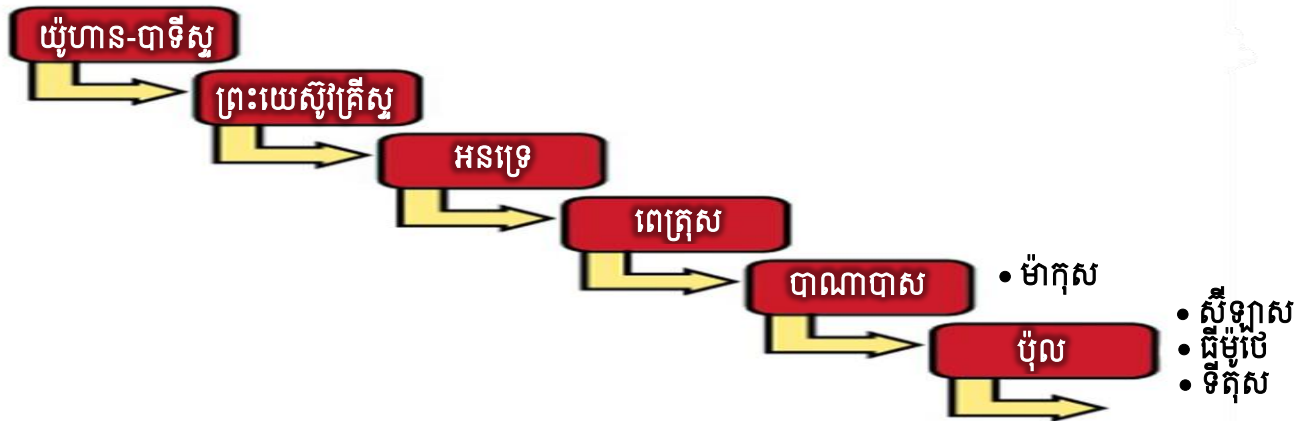 យ៉ូហាន-បាទីស្ទ
ព្រះយេស៊ូវគ្រីស្ទ
អនទ្រេ
ពេត្រុស
បាណាបាស
• ម៉ាកុស
ប៉ុល
• ស៊ីឡាស
• ធីម៉ូថេ
• ទីតុស